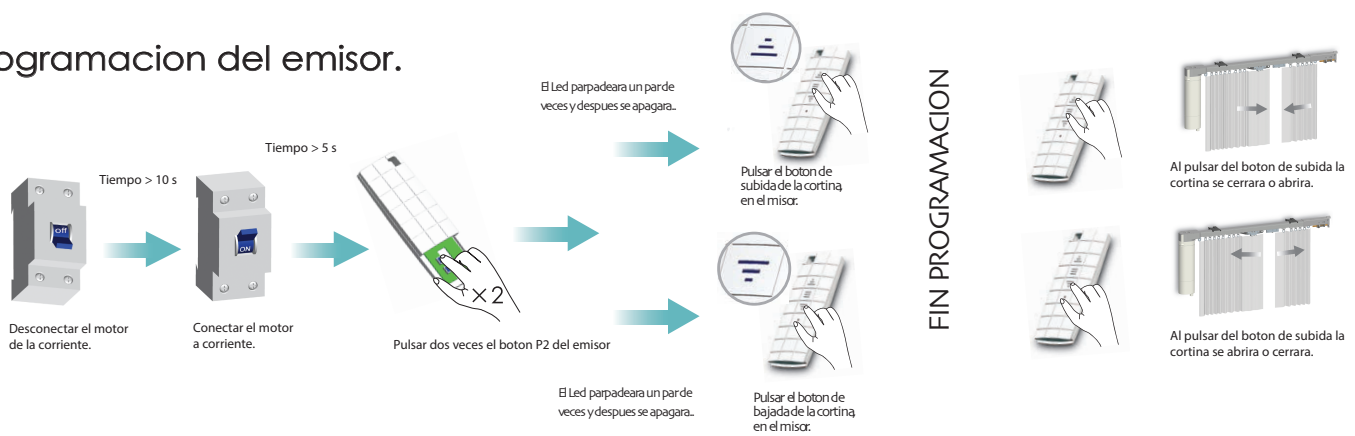 ogramacion del emisor.
Tiempo > 10 s
Tiempo > 5 s
off
ON
×2
Desconectar el motor
de la corriente.
Conectar el motor
a corriente.
Pulsar dos veces el boton P2 del emisor
El Led parpadeara un par de
veces y despues se apagara..
Pulsar el boton de
subida de la cortina,
en el misor.
El Led parpadeara un par de
veces y despues se apagara..
Pulsar el boton de
bajada de la cortina,
en el misor.
FIN PROGRAMACION
Al pulsar del boton de subida la
cortina se cerrara o abrira.
Al pulsar del boton de subida la
cortina se abrira o cerrara.